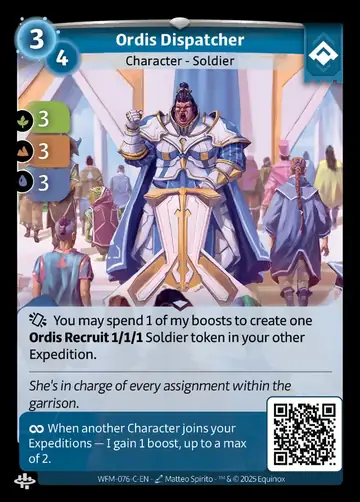 3
4
Ordis Dispatcher
Character - Soldier
3
3
3
You may spend 1 of my boosts to create one
Ordis Recruit 1/1/1 Soldier token in your other
Expedition.
She's in charge of every assignment within the
garrison.
∞ When another Character joins your
Expeditions — I gain 1 boost, up to a max
of 2.
WFM-076-C-EN - Matteo Spirito - ™ & © 2025 Equinox